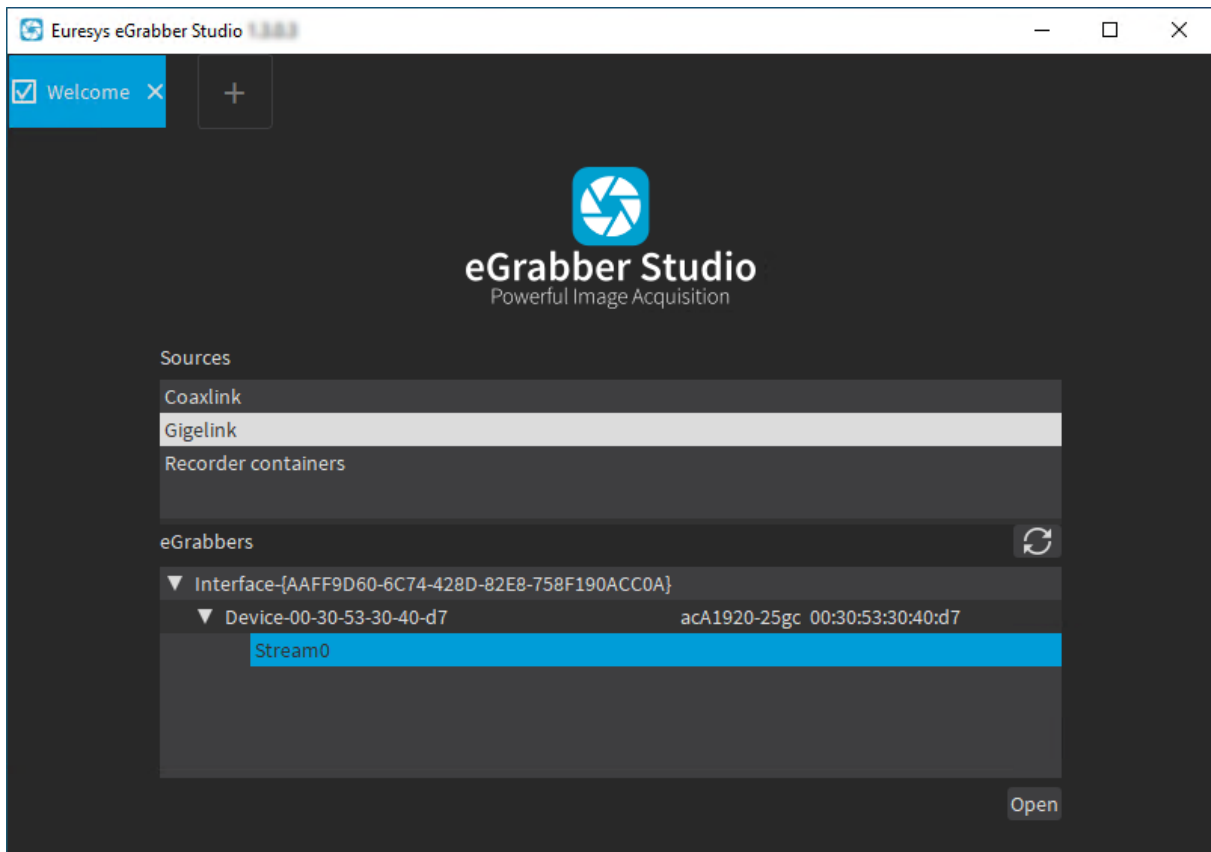 Euresys eGrabber Studio
Welcome
eGrabber Studio
Powerful Image Acquisition
Sources
Coaxlink
Gigelink
Recorder containers
eGrabbers
Interface-{AAFF9D60-6C74-428D-82E8-758F190ACC0A}
Device-00-30-53-30-40-d7 acA1920-25gc 00:30:53:30:40:d7
Stream0
Open